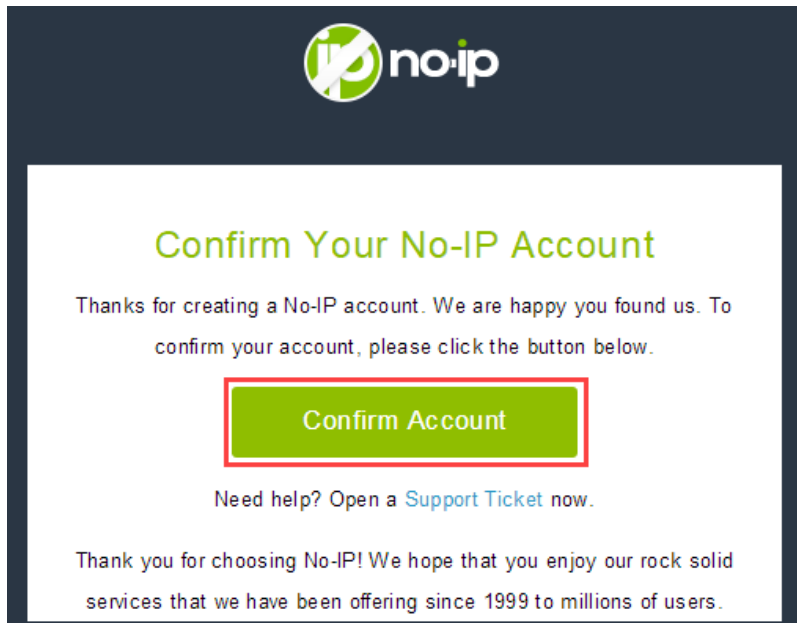 ip no·ip
Confirm Your No-IP Account
Thanks for creating a No-IP account. We are happy you found us. To
confirm your account, please click the button below.
Confirm Account
Need help? Open a Support Ticket now.
Thank you for choosing No-IP! We hope that you enjoy our rock solid
services that we have been offering since 1999 to millions of users.